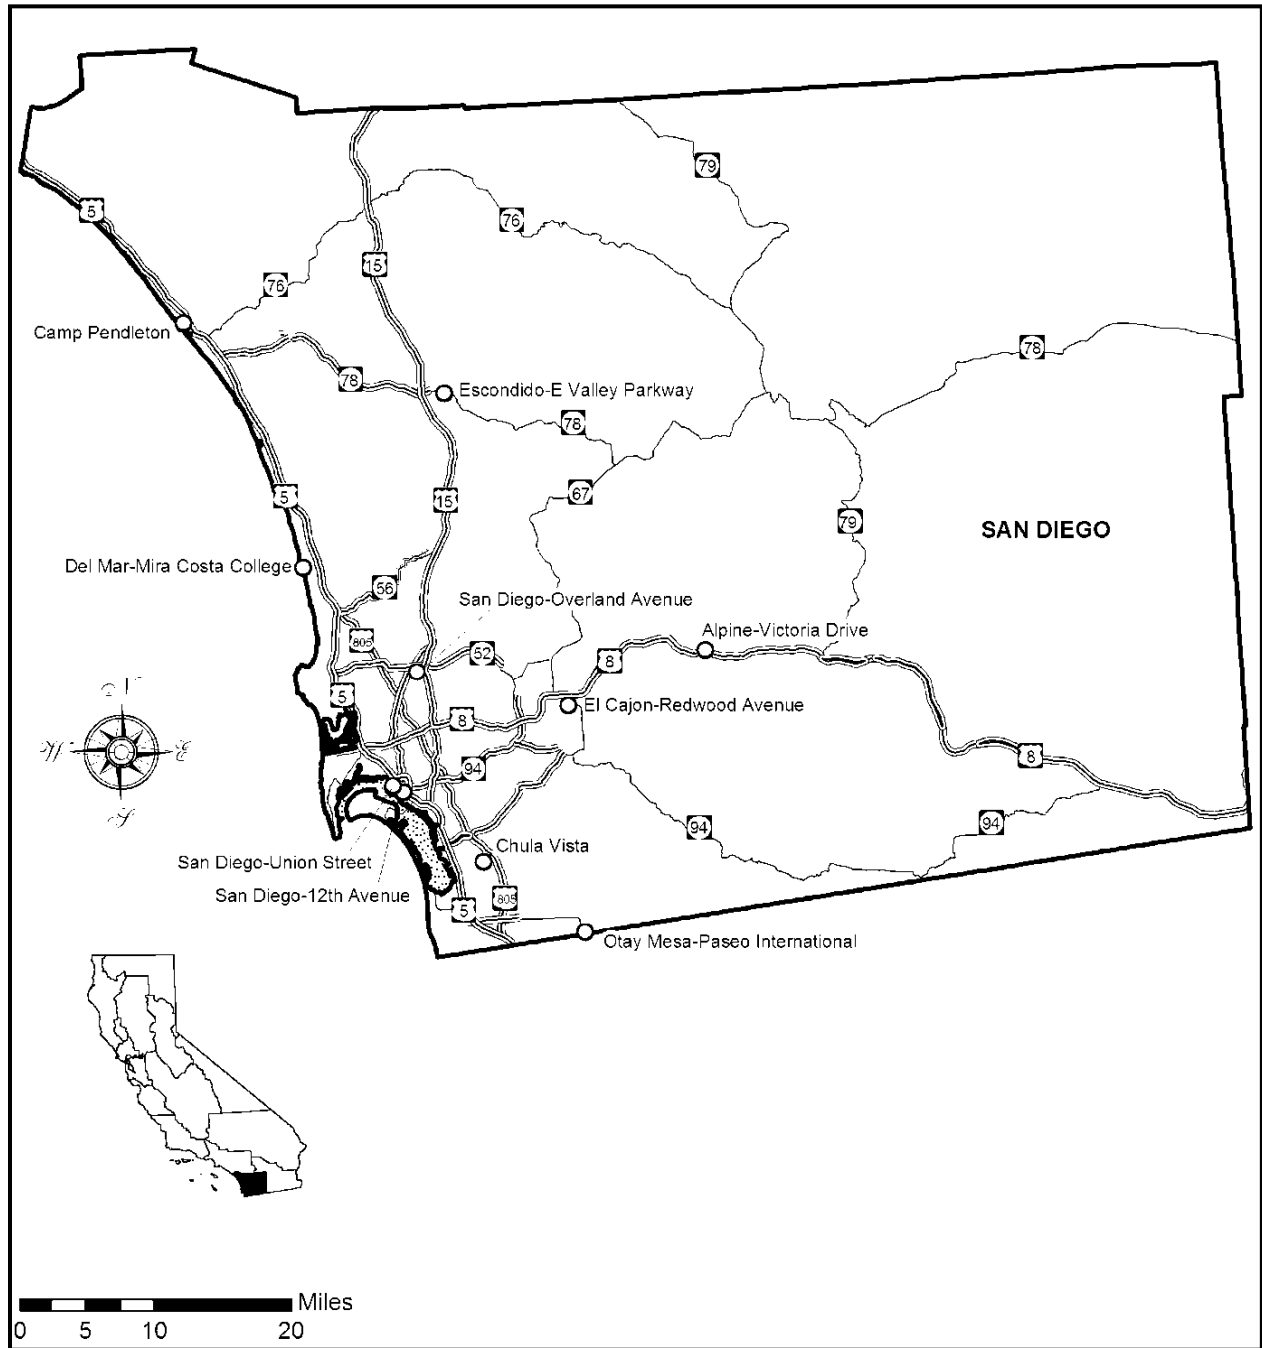 79
5
76
15
76
Camp Pendleton
78
78
Escondido-E Valley Parkway
78
67
5
15
79
SAN DIEGO
Del Mar-Mira Costa College
56
San Diego-Overland Avenue
Alpine-Victoria Drive
805
52
8
5
El Cajon-Redwood Avenue
N
W
E
S
8
8
94
94
94
Chula Vista
San Diego-Union Street
San Diego-12th Avenue
805
5
Otay Mesa-Paseo International
Miles
0 5 10 20